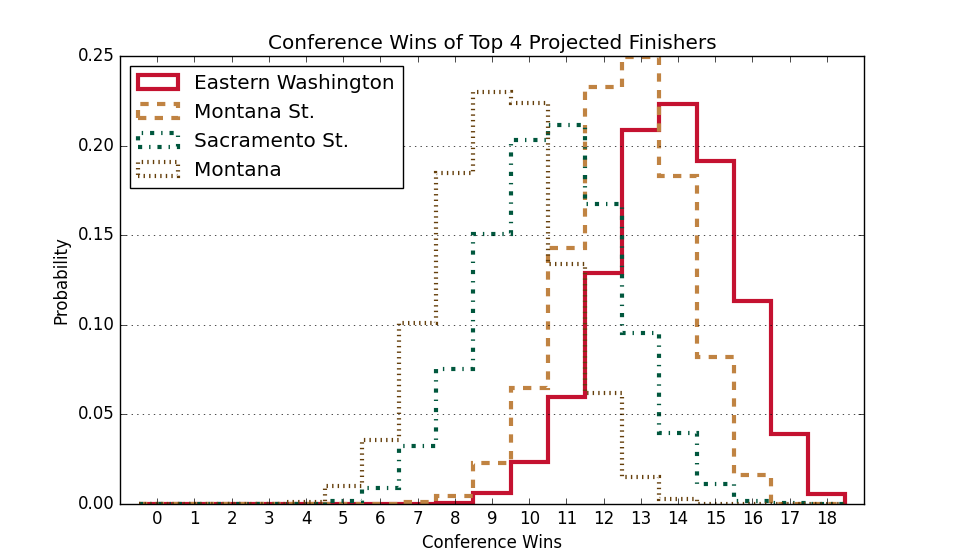 Conference Wins of Top 4 Projected Finishers
0.25
0.20
0.15
0.10
0.05
0.00
Probability
Eastern Washington
Montana St.
Sacramento St.
Montana
0 1 2 3 4 5 6 7 8 9 10 11 12 13 14 15 16 17 18
Conference Wins